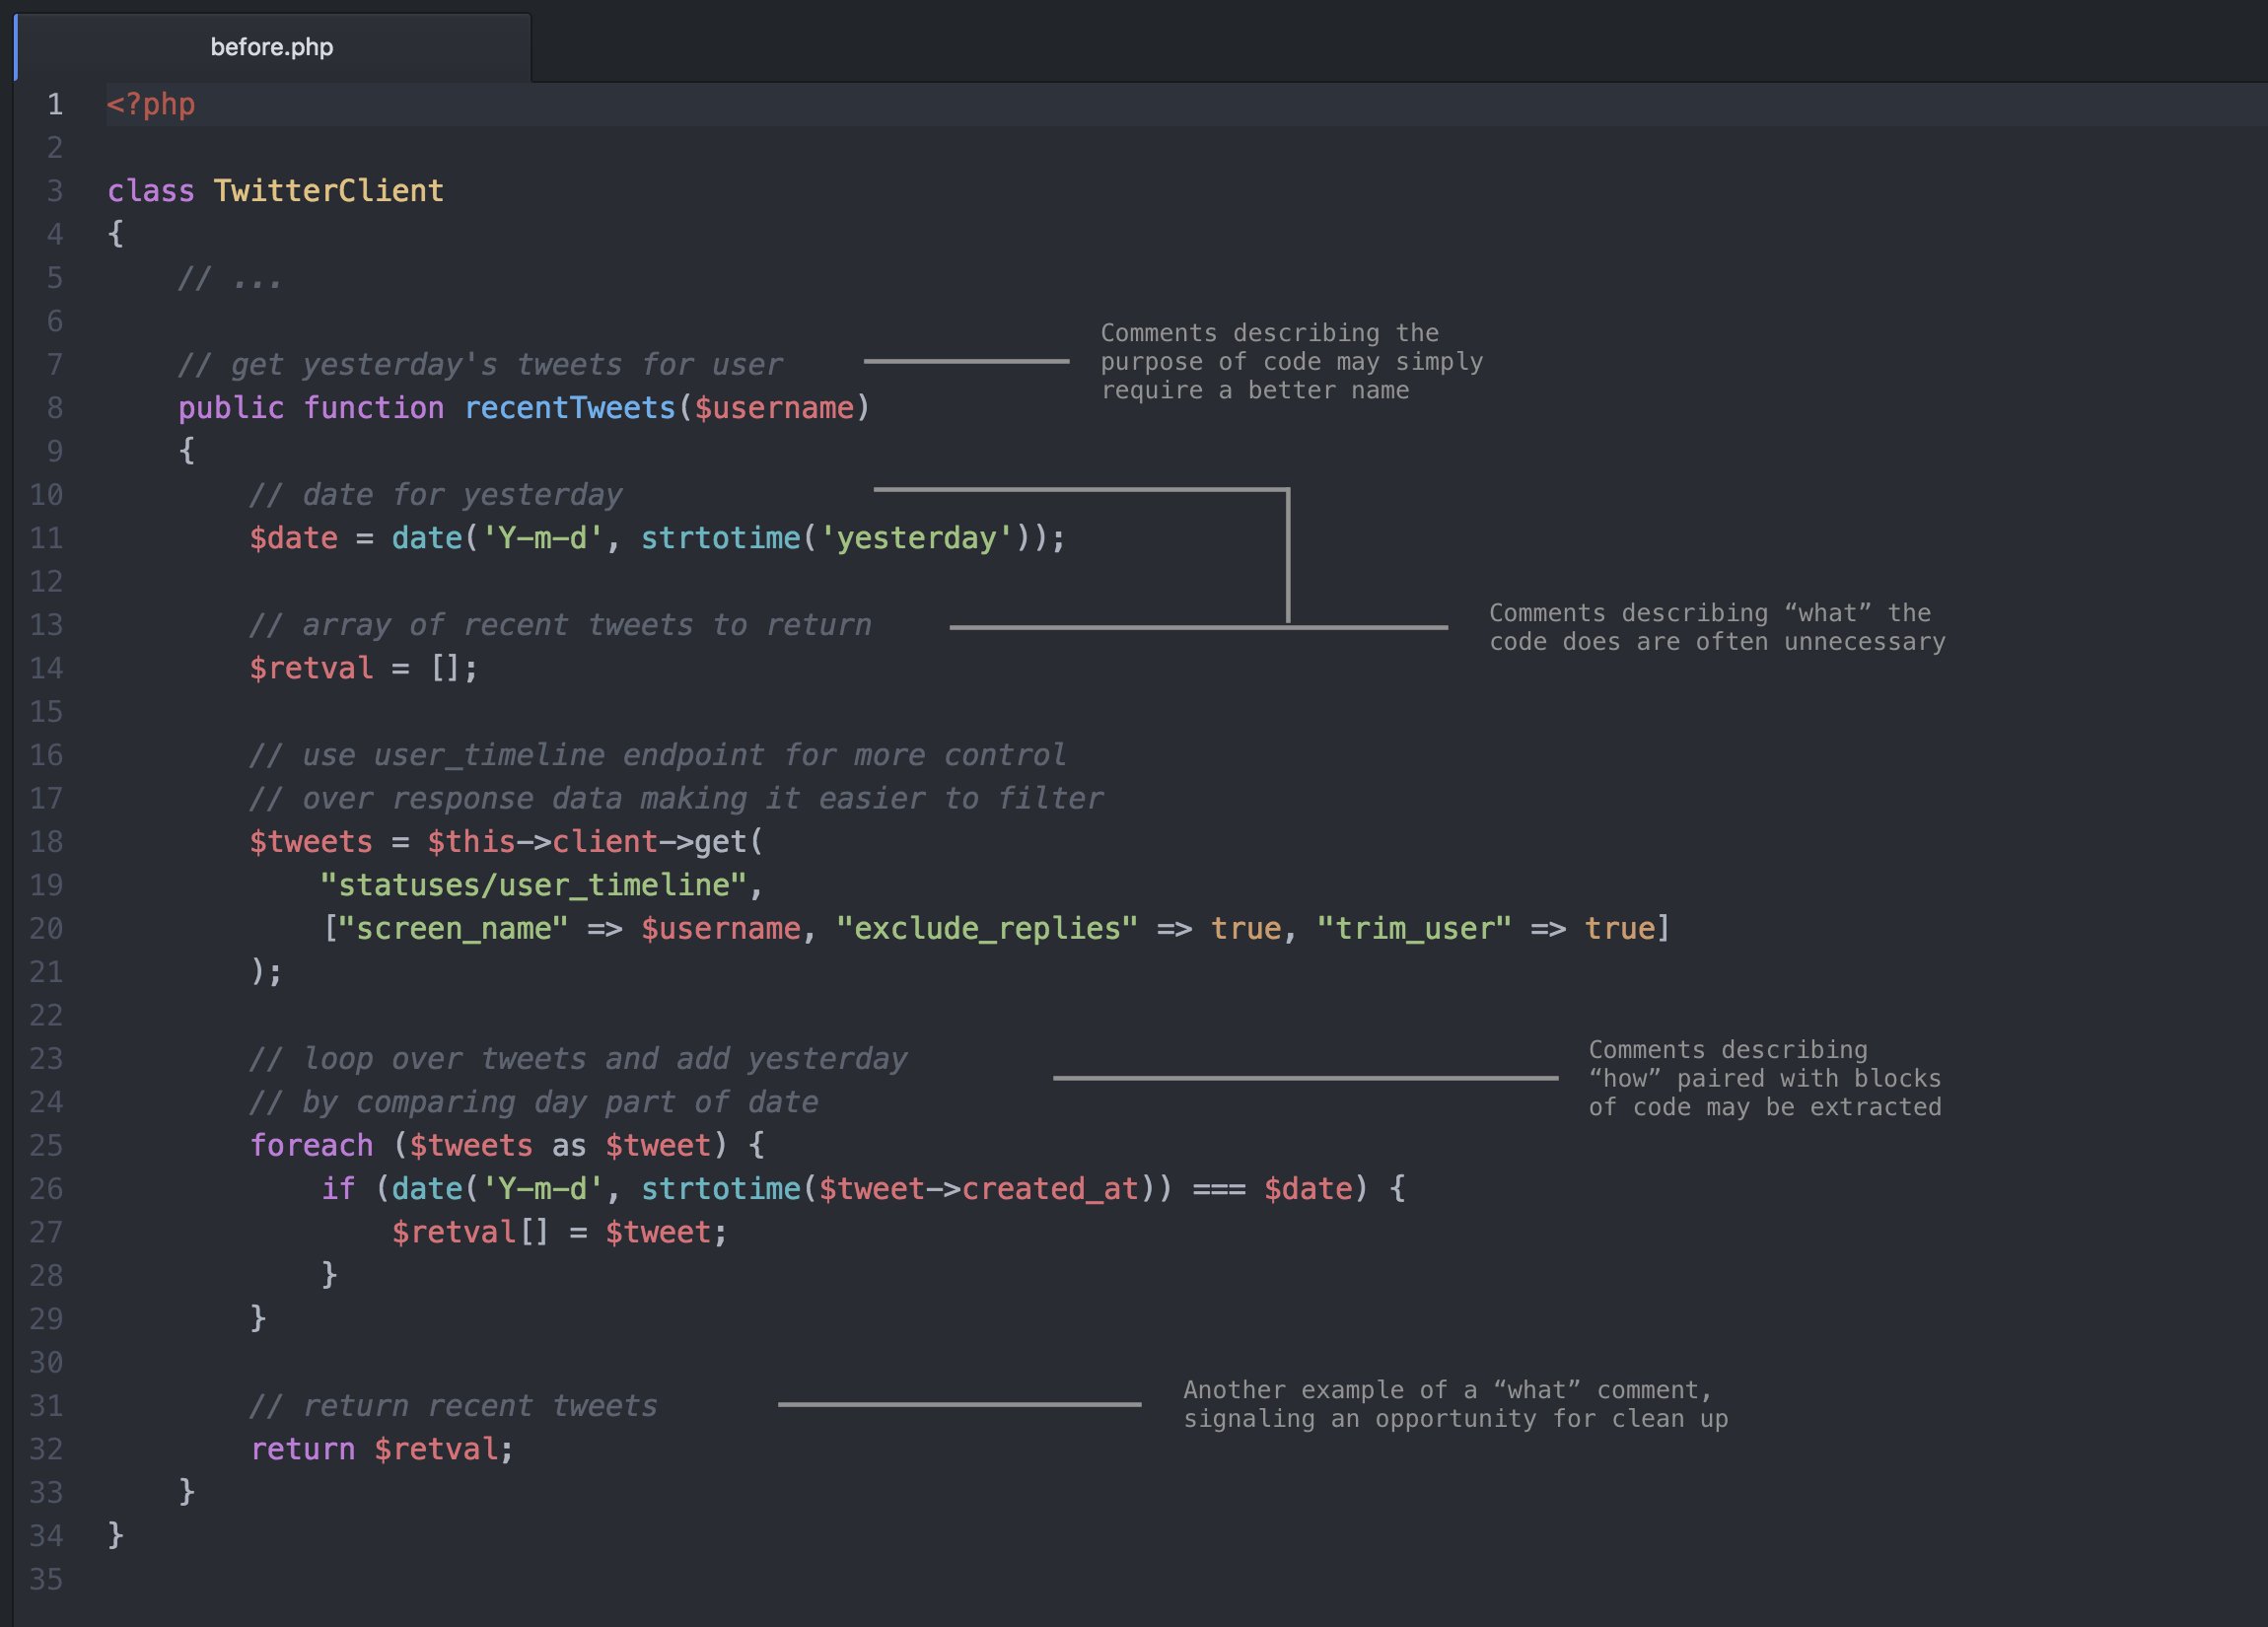 before.php
1 <?php
2
3 class TwitterClient
4 {
5     // ...
6
7     // get yesterday's tweets for user
Comments describing the
purpose of code may simply
require a better name
8     public function recentTweets($username)
9     {
10         // date for yesterday
11         $date = date('Y-m-d', strtotime('yesterday'));
12
13         // array of recent tweets to return
Comments describing “what” the
code does are often unnecessary
14         $retval = [];
15
16         // use user_timeline endpoint for more control
17         // over response data making it easier to filter
18         $tweets = $this->client->get(
19             "statuses/user_timeline",
20             ["screen_name" => $username, "exclude_replies" => true, "trim_user" => true]
21         );
22
23         // loop over tweets and add yesterday
24         // by comparing day part of date
Comments describing
“how” paired with blocks
of code may be extracted
25         foreach ($tweets as $tweet) {
26             if (date('Y-m-d', strtotime($tweet->created_at)) === $date) {
27                 $retval[] = $tweet;
28             }
29         }
30
31         // return recent tweets
Another example of a “what” comment,
signaling an opportunity for clean up
32         return $retval;
33     }
34 }
35